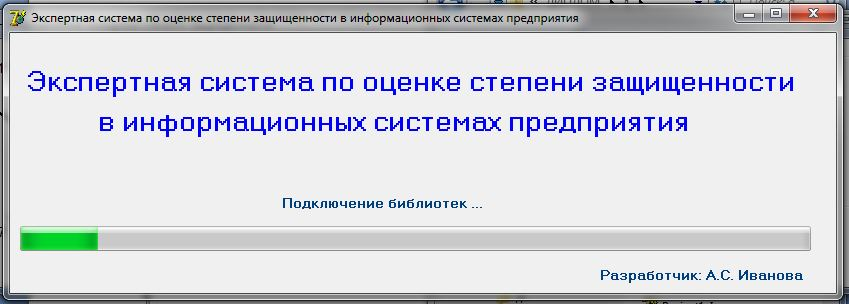 Экспертная система по оценке степени защищенности в информационных системах предприятия
Экспертная система по оценке степени защищенности
в информационных системах предприятия
Подключение библиотек ...
Разработчик: А.С. Иванова